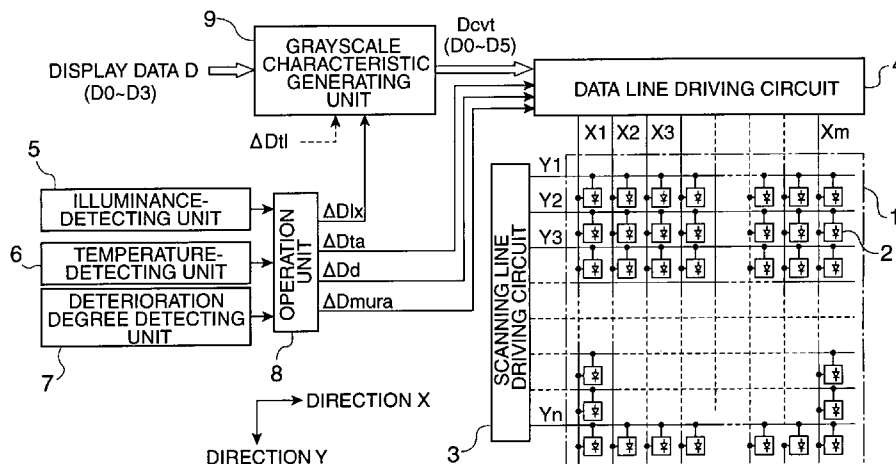 9
GRAYSCALE
CHARACTERISTIC
GENERATING
UNIT
Dcvt
(D0~D5)
DISPLAY DATA D
(D0~D3)
4
DATA LINE DRIVING CIRCUIT
ΔDtl
X1 X2 X3 Xm
5
ILLUMINANCE-
DETECTING UNIT
6
TEMPERATURE-
DETECTING UNIT
DETERIORATION
DEGREE DETECTING
UNIT
7
OPERATION
UNIT
8
ΔDlx
ΔDta
ΔDd
ΔDmura
SCANNING LINE
DRIVING CIRCUIT
3
Y1
Y2
Y3
Yn
1
2
DIRECTION X
DIRECTION Y